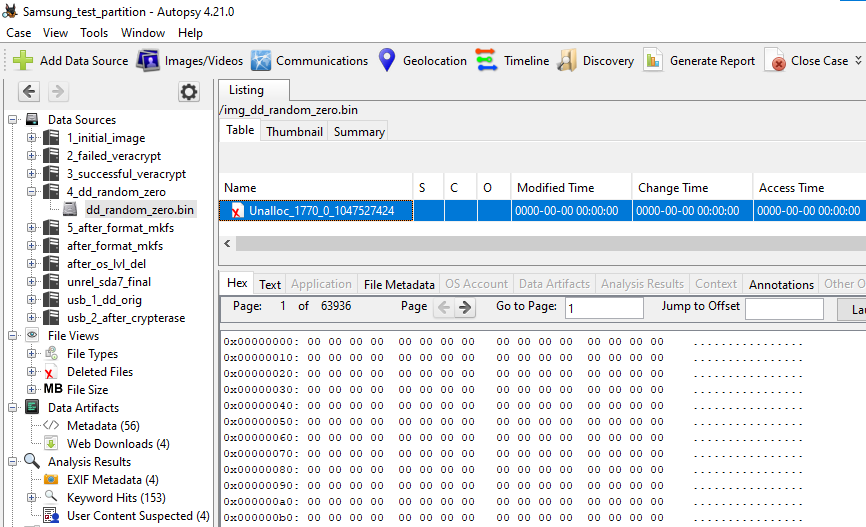 Samsung_test_partition - Autopsy 4.21.0
Case View Tools Window Help
Add Data Source Images/Videos Communications Geolocation Timeline Discovery Generate Report Close Case
Listing
/img_dd_random_zero.bin
Table Thumbnail Summary
Name S C O Modified Time Change Time Access Time
Unalloc_1770_0_1047527424 0000-00-00 00:00:00 0000-00-00 00:00:00 0000-00-00 00:00:00
Data Sources
1_initial_image
2_failed_veracrypt
3_successful_veracrypt
4_dd_random_zero
dd_random_zero.bin
5_after_format_mkfs
after_format_mkfs
after_os_lvl_del
unrel_sda7_final
usb_1_dd_orig
usb_2_after_crypterase
File Views
File Types
Deleted Files
MB File Size
Data Artifacts
Metadata (56)
Web Downloads (4)
Analysis Results
EXIF Metadata (4)
Keyword Hits (153)
User Content Suspected (4)
Hex Text Application File Metadata OS Account Data Artifacts Analysis Results Context Annotations Other O
Page: 1 of 63936 Page Go to Page: 1 Jump to Offset Lau
0x00000000: 00 00 00 00 00 00 00 00 00 00 00 00 00 00 00 00 ................
0x00000010: 00 00 00 00 00 00 00 00 00 00 00 00 00 00 00 00 ................
0x00000020: 00 00 00 00 00 00 00 00 00 00 00 00 00 00 00 00 ................
0x00000030: 00 00 00 00 00 00 00 00 00 00 00 00 00 00 00 00 ................
0x00000040: 00 00 00 00 00 00 00 00 00 00 00 00 00 00 00 00 ................
0x00000050: 00 00 00 00 00 00 00 00 00 00 00 00 00 00 00 00 ................
0x00000060: 00 00 00 00 00 00 00 00 00 00 00 00 00 00 00 00 ................
0x00000070: 00 00 00 00 00 00 00 00 00 00 00 00 00 00 00 00 ................
0x00000080: 00 00 00 00 00 00 00 00 00 00 00 00 00 00 00 00 ................
0x00000090: 00 00 00 00 00 00 00 00 00 00 00 00 00 00 00 00 ................
0x000000a0: 00 00 00 00 00 00 00 00 00 00 00 00 00 00 00 00 ................
0x000000b0: 00 00 00 00 00 00 00 00 00 00 00 00 00 00 00 00 ................